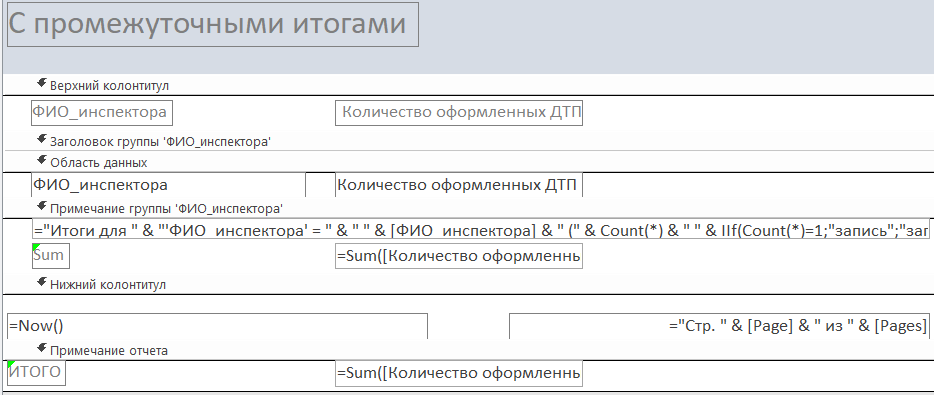 С промежуточными итогами
Верхний колонтитул
ФИО_инспектора Количество оформленных ДТП
Заголовок группы 'ФИО_инспектора'
Область данных
ФИО_инспектора Количество оформленных ДТП
Примечание группы 'ФИО_инспектора'
="Итоги для " & "'ФИО_инспектора' = " & " " & [ФИО_инспектора] & " (" & Count(*) & " " & IIf(Count(*)=1;"запись";"зап
Sum =Sum([Количество оформленнь
Нижний колонтитул
=Now() ="Стр. " & [Page] & " из " & [Pages]
Примечание отчета
ИТОГО =Sum([Количество оформленнь